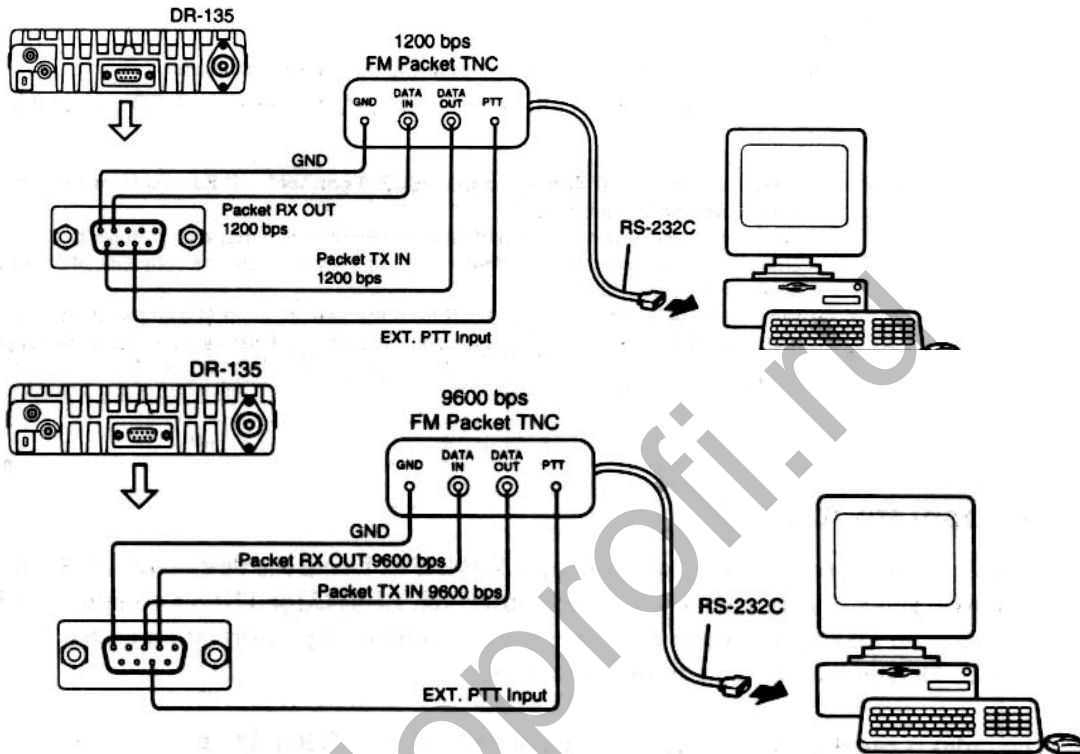 DR-135
1200 bps
FM Packet TNC
GND
DATA IN
DATA OUT
PTT
GND
Packet RX OUT
1200 bps
Packet TX IN
1200 bps
EXT. PTT Input
RS-232C
DR-135
9600 bps
FM Packet TNC
GND
DATA IN
DATA OUT
PTT
GND
Packet RX OUT 9600 bps
Packet TX IN 9600 bps
EXT. PTT Input
RS-232C
oprofi.ru